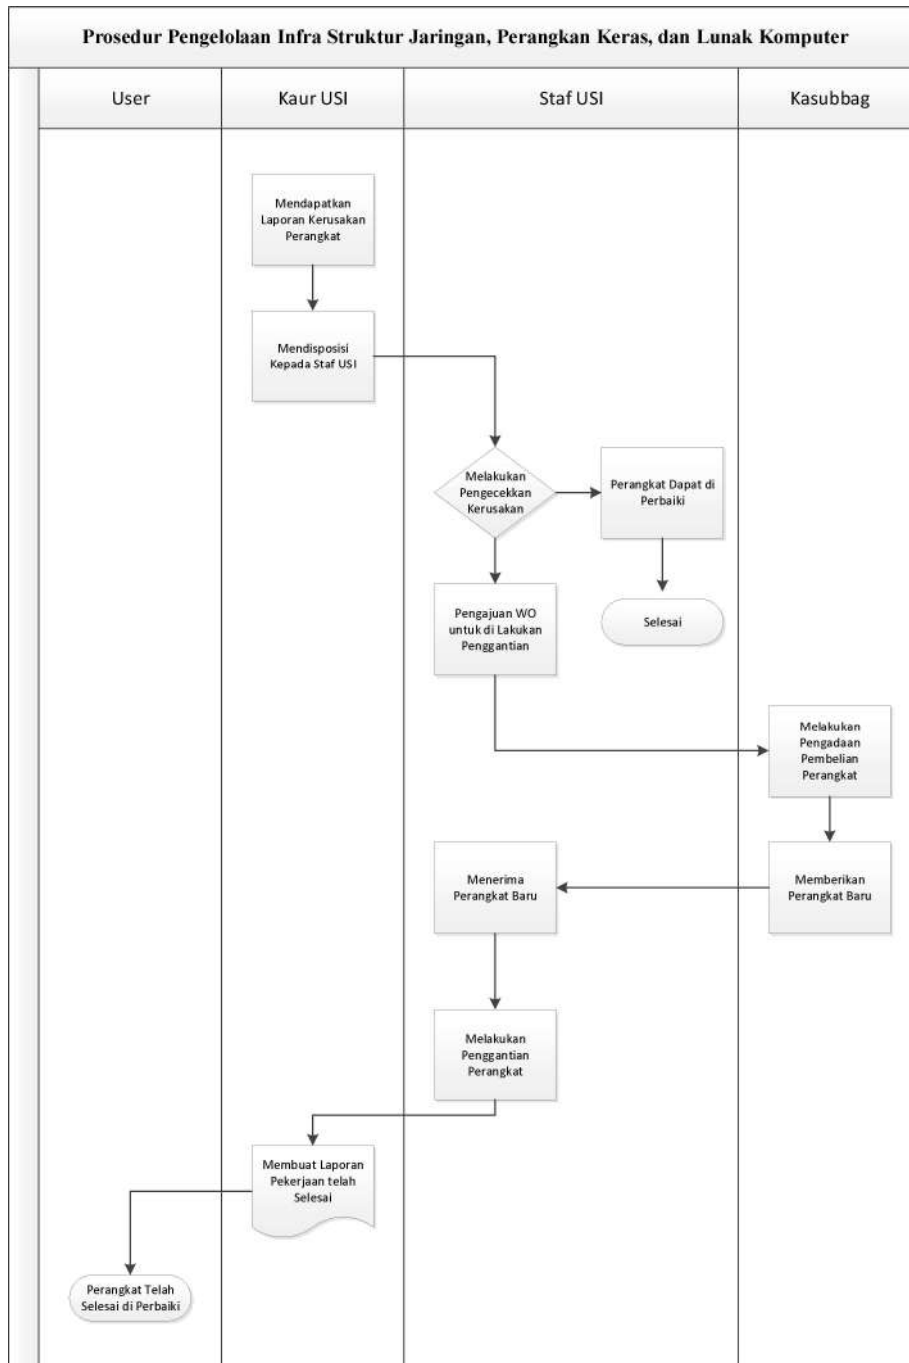 Prosedur Pengelolaan Infra Struktur Jaringan, Perangkan Keras, dan Lunak Komputer
User
Kaur USI
Staf USI
Kasubbag
Mendapatkan
Laporan Kerusakan
Perangkat
Mendisposisi
Kepada Staf USI
Melakukan
Pengecekkan
Kerusakan
Perangkat Dapat di
Perbaiki
Pengajuan WO
untuk di Lakukan
Penggantian
Selesai
Melakukan
Pengadaan
Pembelian
Perangkat
Memberikan
Perangkat Baru
Menerima
Perangkat Baru
Melakukan
Penggantian
Perangkat
Membuat Laporan
Pekerjaan telah
Selesai
Perangkat Telah
Selesai di Perbaiki